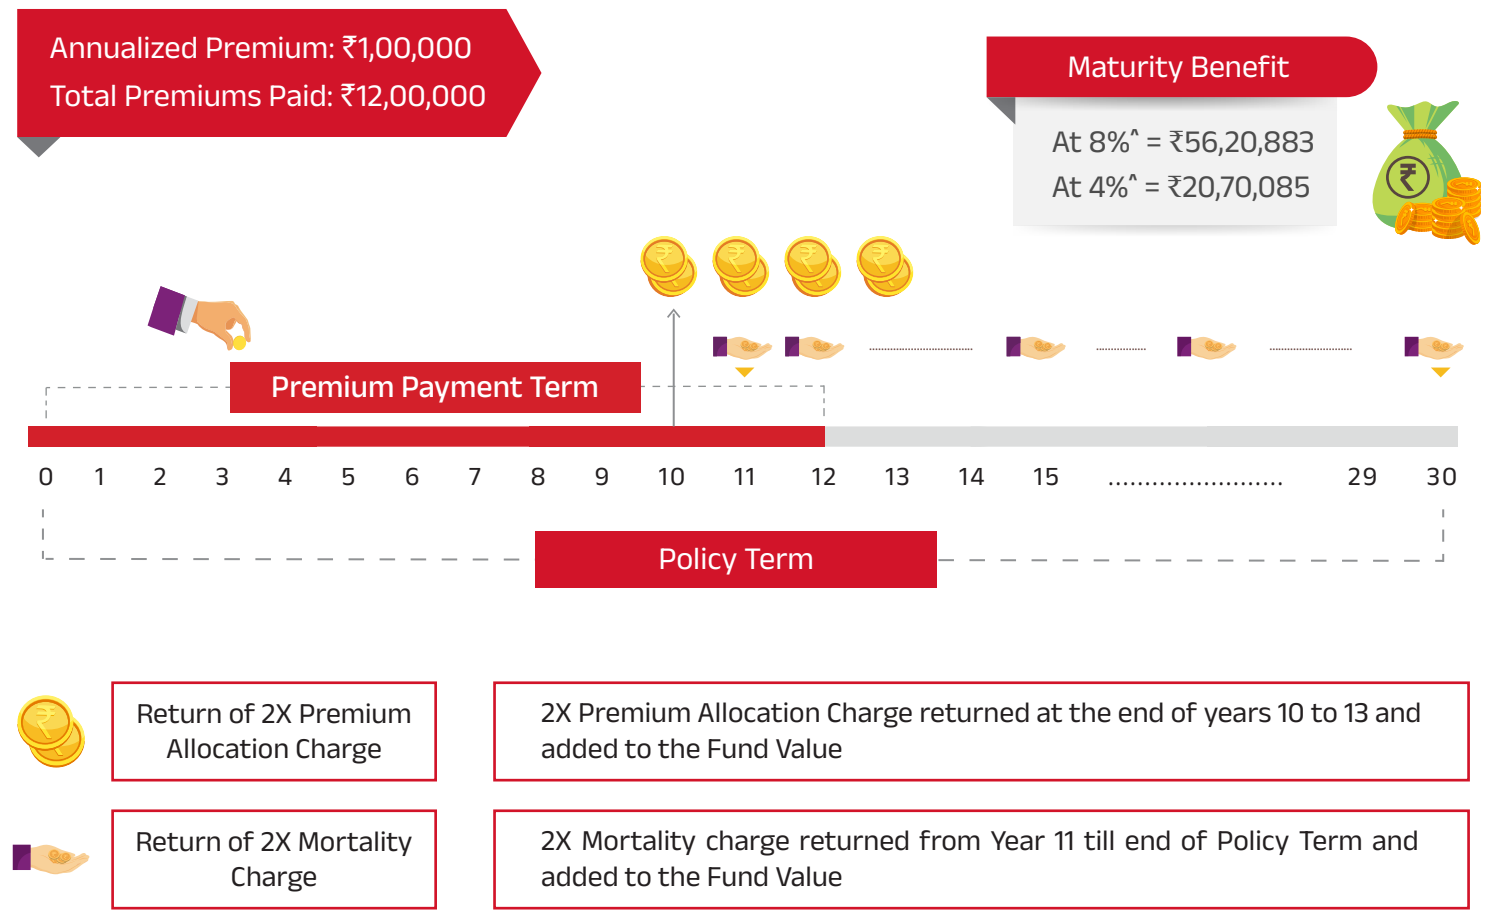 Annualized Premium: ₹1,00,000
Total Premiums Paid: ₹12,00,000
Maturity Benefit
At 8%^ = ₹56,20,883
At 4%^ = ₹20,70,085
Premium Payment Term
0 1 2 3 4 5 6 7 8 9 10 11 12 13 14 15 ........................ 29 30
Policy Term
Return of 2X Premium
Allocation Charge
2X Premium Allocation Charge returned at the end of years 10 to 13 and
added to the Fund Value
Return of 2X Mortality
Charge
2X Mortality charge returned from Year 11 till end of Policy Term and
added to the Fund Value